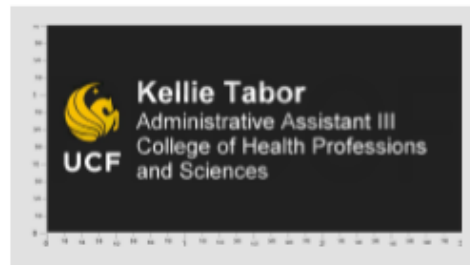 Kellie Tabor
Administrative Assistant III
College of Health Professions
and Sciences
UCF